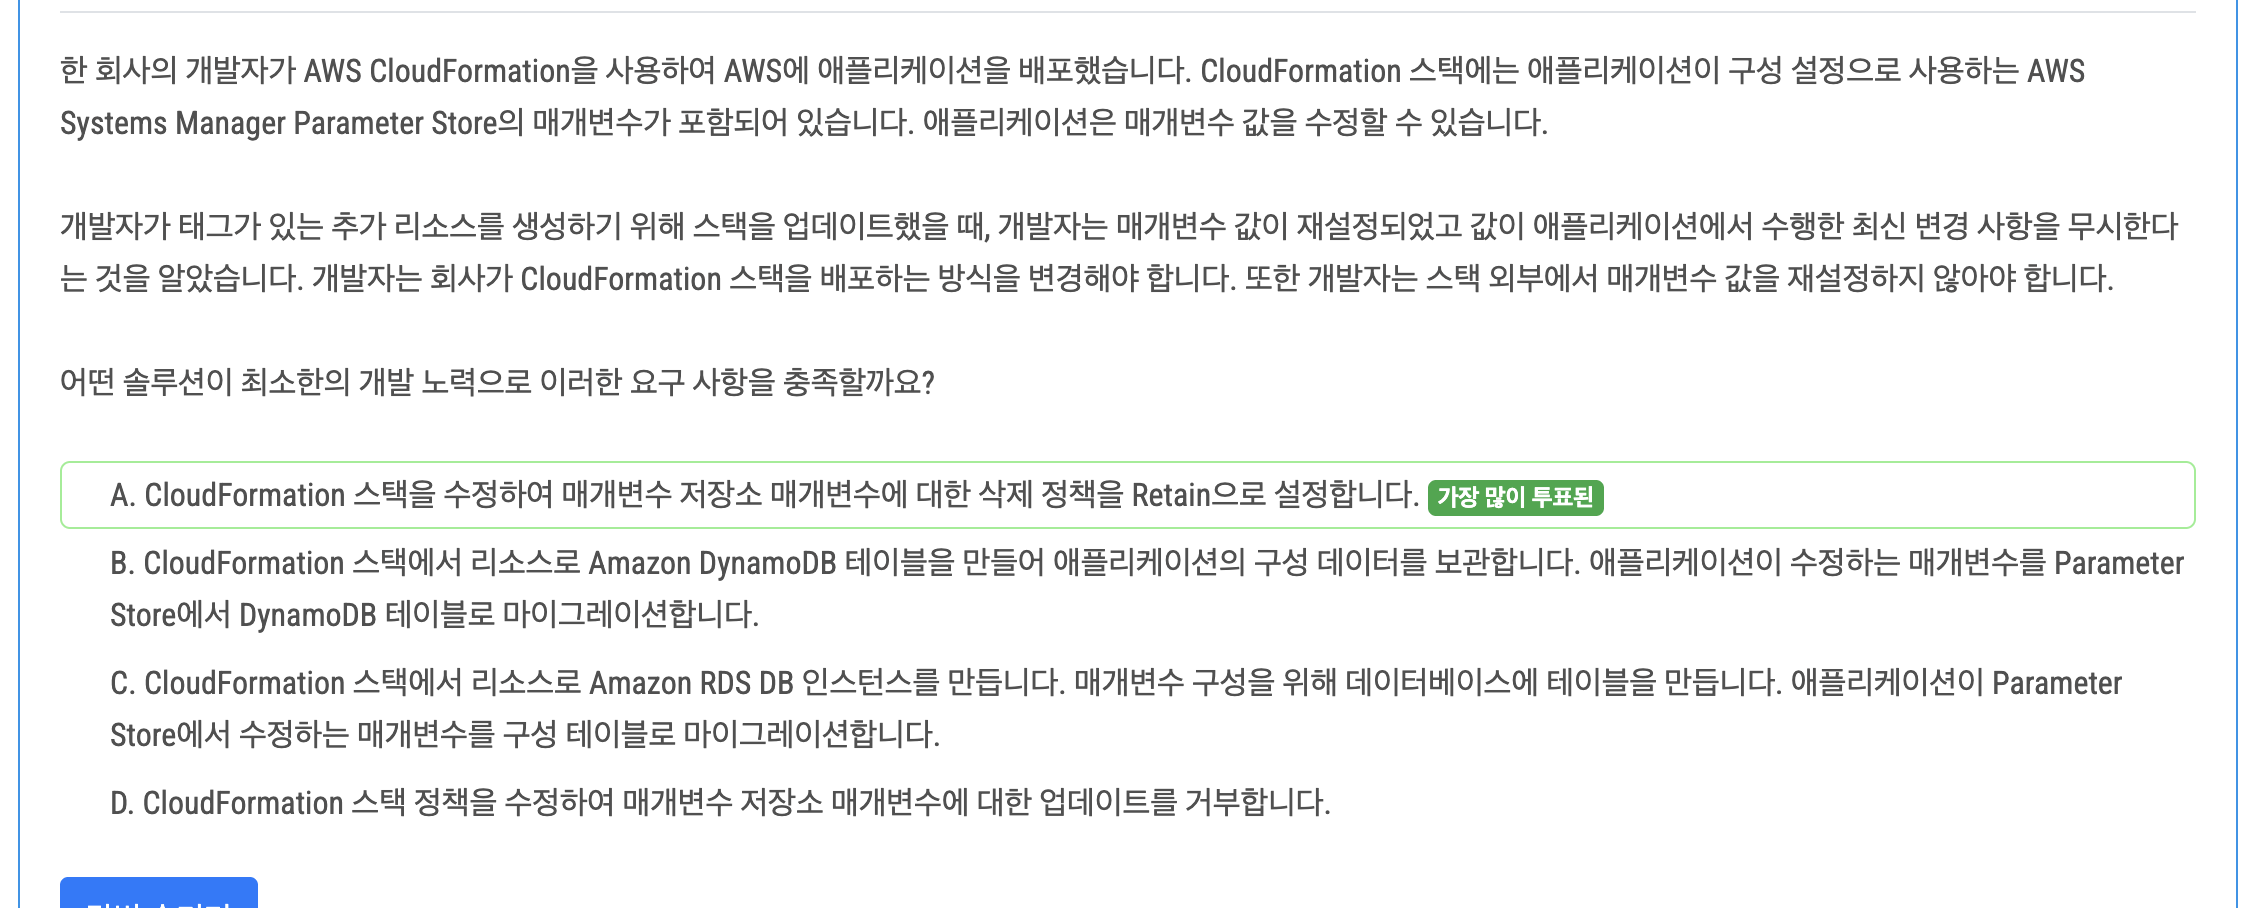 한 회사의 개발자가 AWS CloudFormation을 사용하여 AWS에 애플리케이션을 배포했습니다. CloudFormation 스택에는 애플리케이션이 구성 설정으로 사용하는 AWS
Systems Manager Parameter Store의 매개변수가 포함되어 있습니다. 애플리케이션은 매개변수 값을 수정할 수 있습니다.
개발자가 태그가 있는 추가 리소스를 생성하기 위해 스택을 업데이트했을 때, 개발자는 매개변수 값이 재설정되었고 값이 애플리케이션에서 수행한 최신 변경 사항을 무시한다
는 것을 알았습니다. 개발자는 회사가 CloudFormation 스택을 배포하는 방식을 변경해야 합니다. 또한 개발자는 스택 외부에서 매개변수 값을 재설정하지 않아야 합니다.
어떤 솔루션이 최소한의 개발 노력으로 이러한 요구 사항을 충족할까요?
A. CloudFormation 스택을 수정하여 매개변수 저장소 매개변수에 대한 삭제 정책을 Retain으로 설정합니다. 가장 많이 투표된
B. CloudFormation 스택에서 리소스로 Amazon DynamoDB 테이블을 만들어 애플리케이션의 구성 데이터를 보관합니다. 애플리케이션이 수정하는 매개변수를 Parameter
Store에서 DynamoDB 테이블로 마이그레이션합니다.
C. CloudFormation 스택에서 리소스로 Amazon RDS DB 인스턴스를 만듭니다. 매개변수 구성을 위해 데이터베이스에 테이블을 만듭니다. 애플리케이션이 Parameter
Store에서 수정하는 매개변수를 구성 테이블로 마이그레이션합니다.
D. CloudFormation 스택 정책을 수정하여 매개변수 저장소 매개변수에 대한 업데이트를 거부합니다.